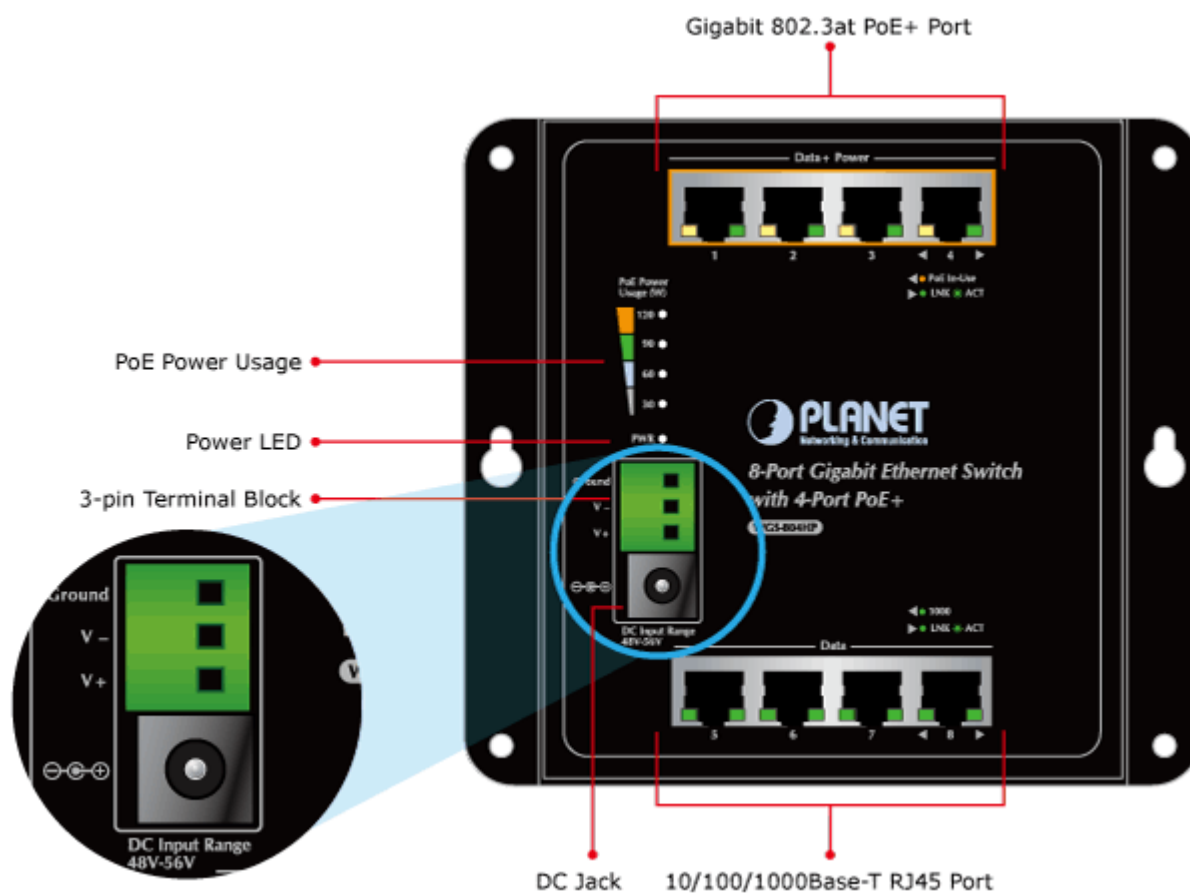 Gigabit 802.3at PoE+ Port
Data+ Power
1 2 3 4
PoE In-Use
LNK ACT
PoE Power
Usage (W)
120
90
60
30
PoE Power Usage
Power LED
PWR
PLANET
Networking & Communication
8-Port Gigabit Ethernet Switch
with 4-Port PoE+
WGS-804HP
3-pin Terminal Block
Ground
V -
V +
DC Input Range
48V-56V
1000
LNK ACT
Data
5 6 7 8
Ground
V -
V +
DC Input Range
48V-56V
DC Jack
10/100/1000Base-T RJ45 Port